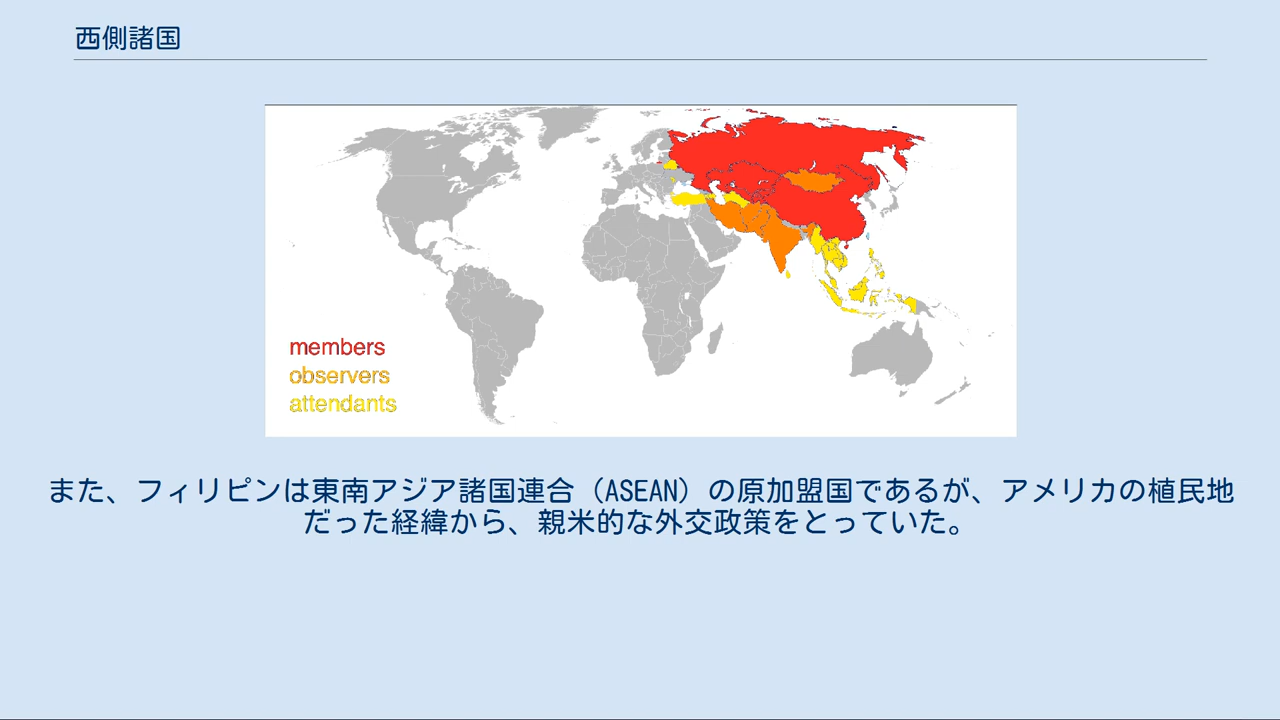 西側諸国
members
observers
attendants
また、フィリピンは東南アジア諸国連合（ASEAN）の原加盟国であるが、アメリカの植民地
だった経緯から、親米的な外交政策をとっていた。